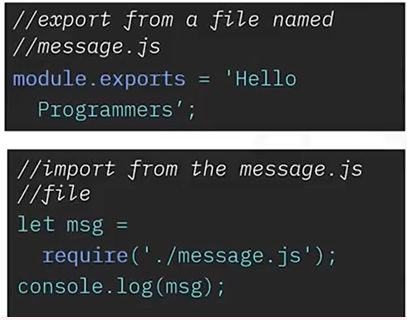 //export from a file named
//message.js
module.exports = 'Hello
Programmers’;
//import from the message.js
//file
let msg =
require('./message.js');
console.log(msg);